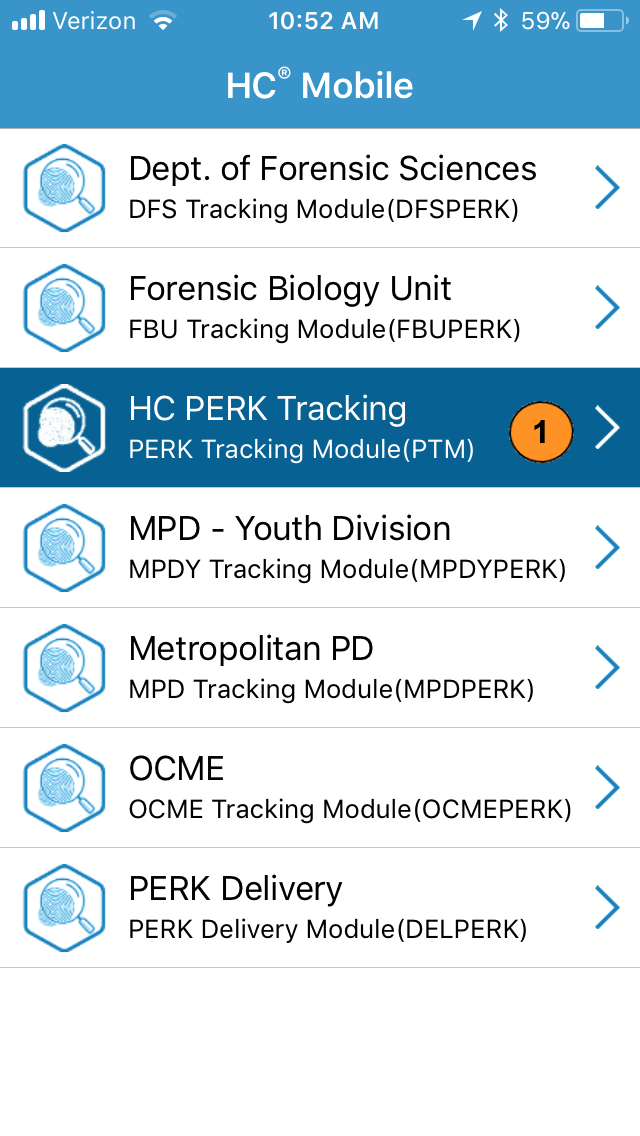 Verizon 10:52 AM 59%
HC® Mobile
Dept. of Forensic Sciences
DFS Tracking Module(DFSPERK)
Forensic Biology Unit
FBU Tracking Module(FBUPERK)
HC PERK Tracking
PERK Tracking Module(PTM)
1
MPD - Youth Division
MPDY Tracking Module(MPDYPERK)
Metropolitan PD
MPD Tracking Module(MPDPERK)
OCME
OCME Tracking Module(OCMEPERK)
PERK Delivery
PERK Delivery Module(DELPERK)